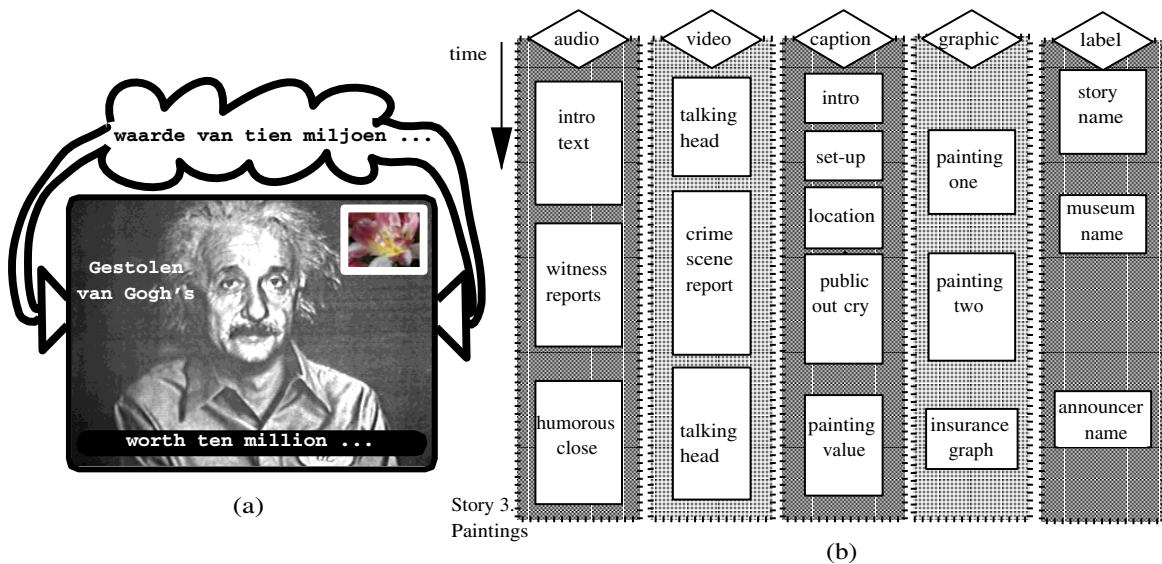 waarde van tien miljoen ...
Gestolen
van Gogh's
worth ten million ...
(a)
time
audio
intro
text
witness
reports
humorous
close
video
talking
head
crime
scene
report
talking
head
caption
intro
set-up
location
public
out cry
painting
value
graphic
painting
one
painting
two
insurance
graph
label
story
name
museum
name
announcer
name
Story 3.
Paintings
(b)